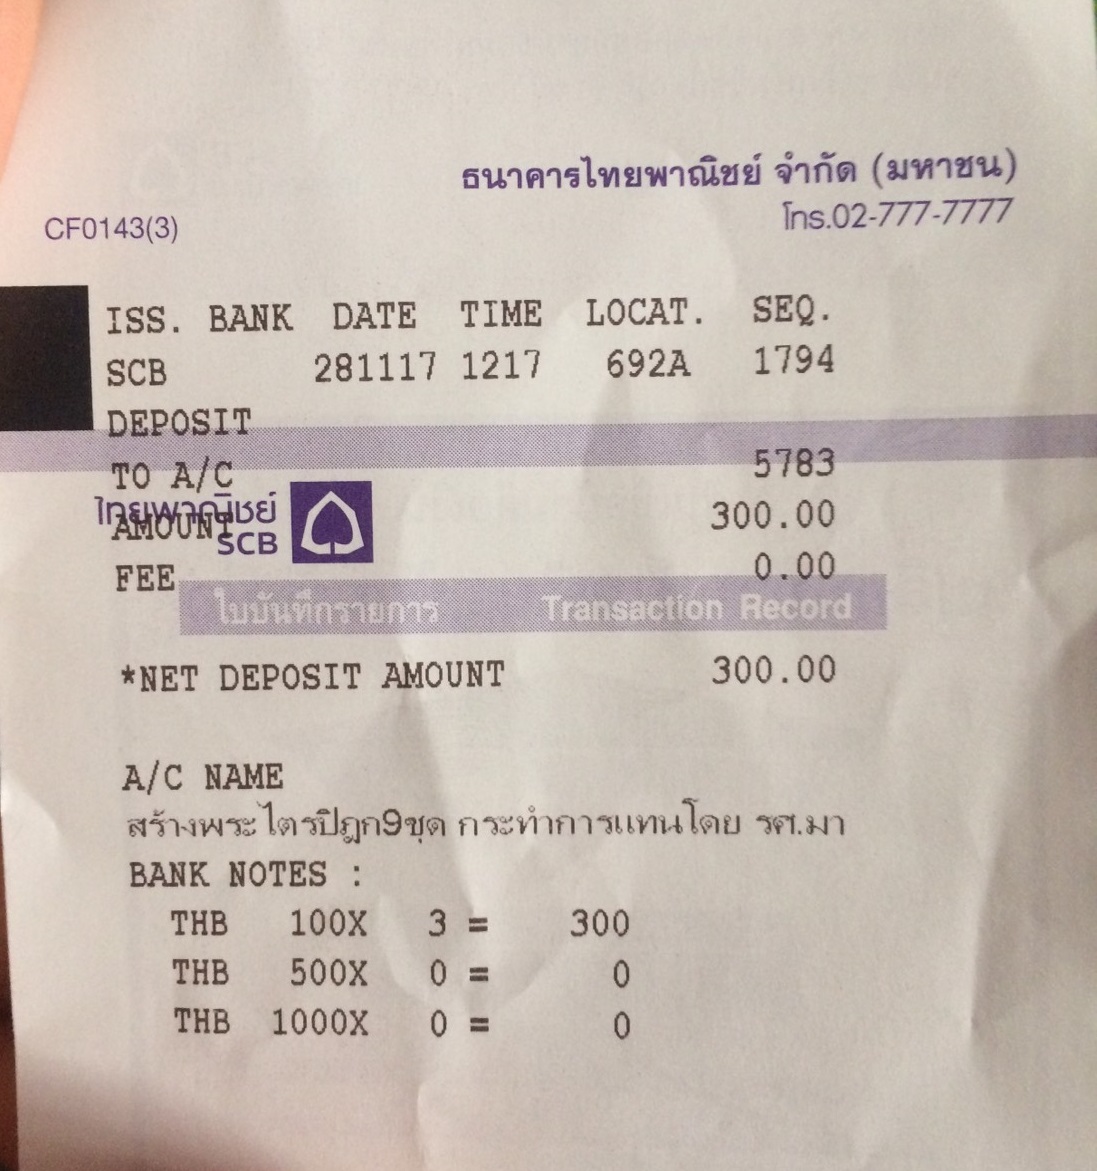 ธนาคารไทยพาณิชย์ จำกัด (มหาชน)
CF0143(3)
โทร.02-777-7777
ISS. BANK DATE TIME LOCAT. SEQ.
SCB 281117 1217 692A 1794
DEPOSIT
TO A/C 5783
ไทยพาณิชย์
AMOUNT 300.00
SCB
FEE 0.00
ใบบันทึกรายการ Transaction Record
*NET DEPOSIT AMOUNT 300.00
A/C NAME
สร้างพระไตรปิฎก9ชุด กระทำการแทนโดย รศ.มา
BANK NOTES :
THB 100X 3 = 300
THB 500X 0 = 0
THB 1000X 0 = 0